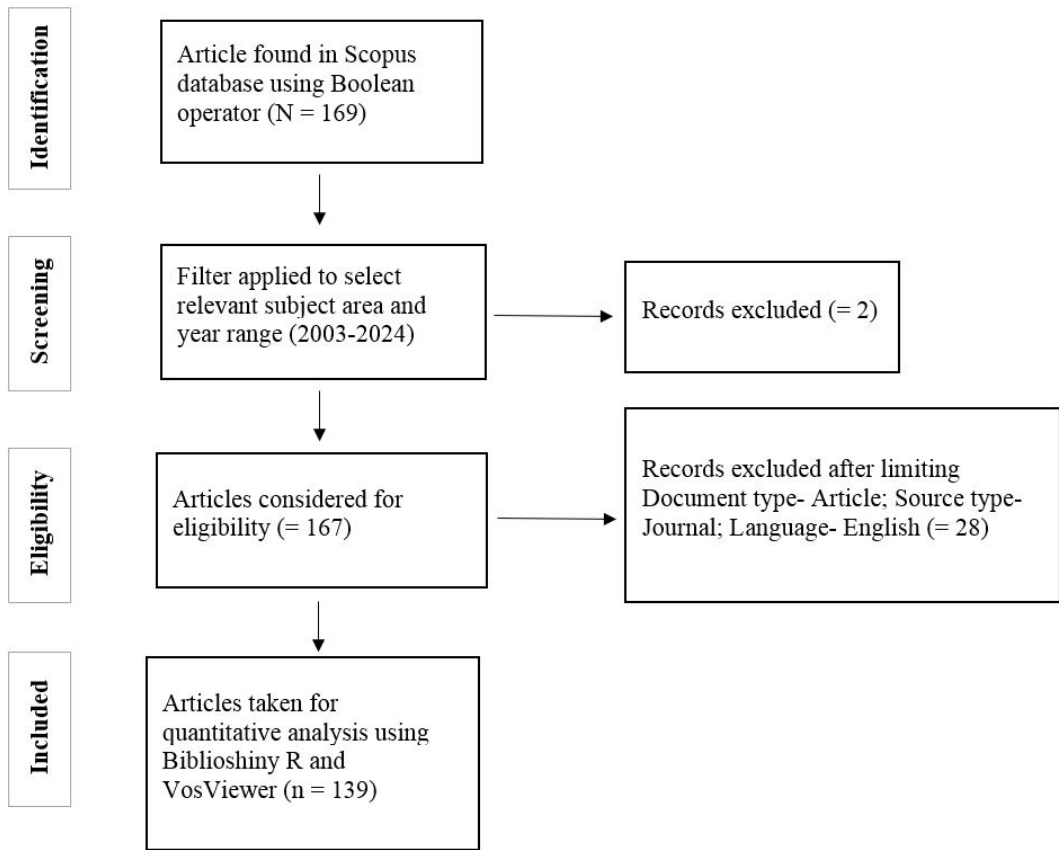 Identification
Article found in Scopus
database using Boolean
operator (N = 169)
Screening
Filter applied to select
relevant subject area and
year range (2003-2024)
Records excluded (= 2)
Eligibility
Articles considered for
eligibility (= 167)
Records excluded after limiting
Document type- Article; Source type-
Journal; Language- English (= 28)
Included
Articles taken for
quantitative analysis using
Biblioshiny R and
VosViewer (n = 139)